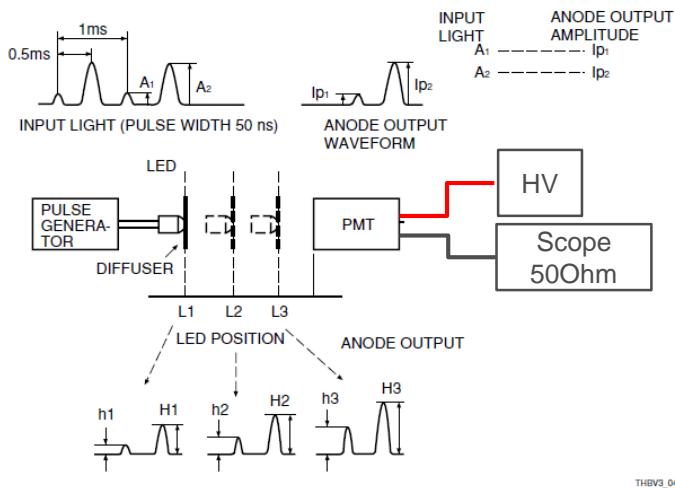 INPUT ANODE OUTPUT
LIGHT AMPLITUDE
A1 Ip1
A2 Ip2
1ms
0.5ms
A1
A2
Ip1
Ip2
INPUT LIGHT (PULSE WIDTH 50 ns)
ANODE OUTPUT
WAVEFORM
LED
PULSE
GENERA-
TOR
DIFFUSER
PMT
HV
Scope
50Ohm
L1 L2 L3
LED POSITION
ANODE OUTPUT
h1 H1
h2 H2
h3 H3